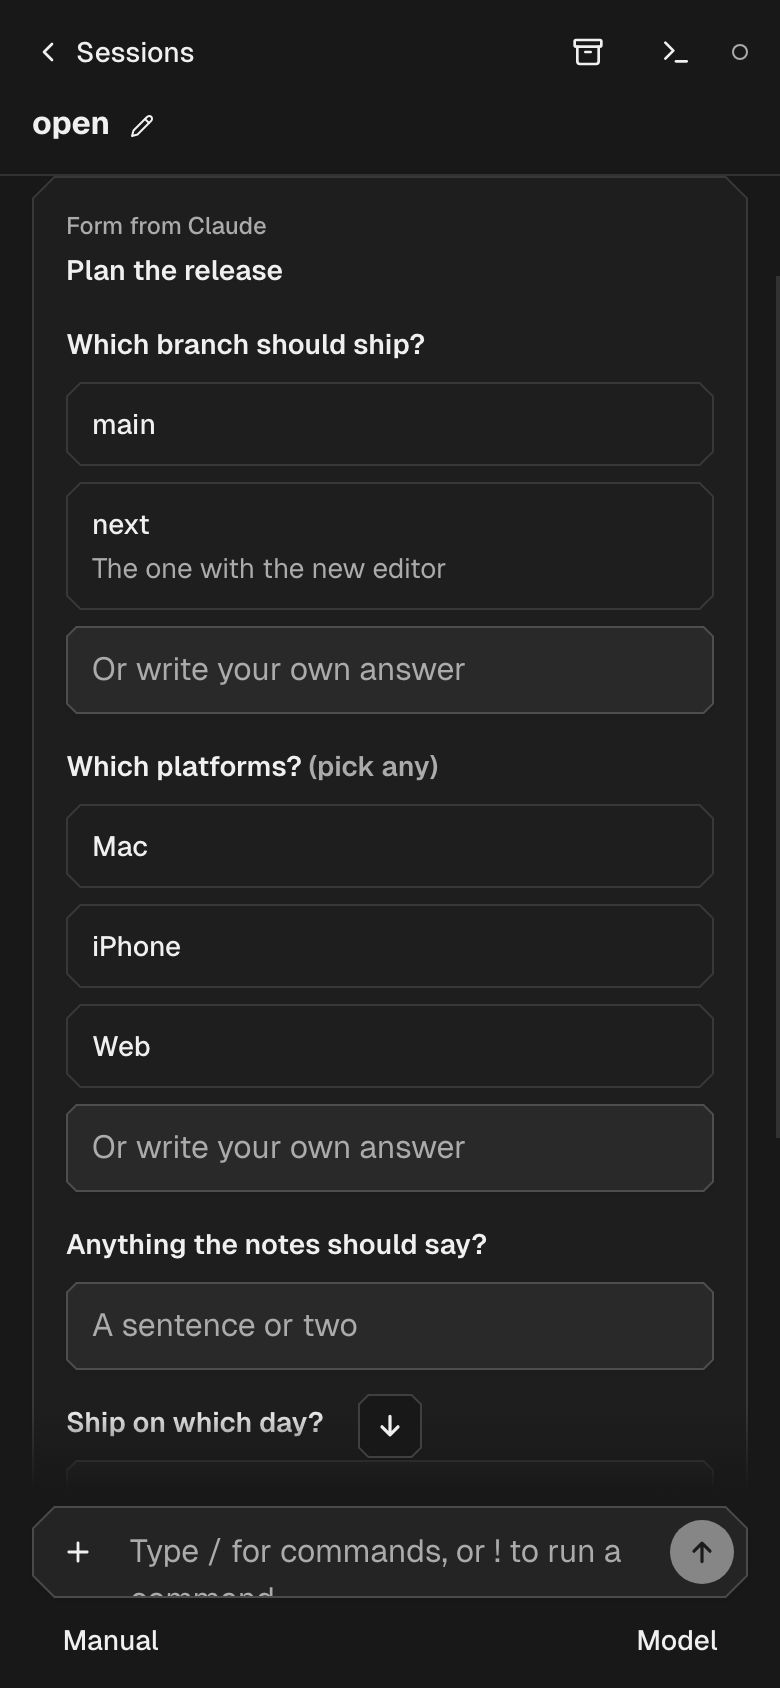 Sessions
open
Form from Claude
Plan the release
Which branch should ship?
main
next
The one with the new editor
Or write your own answer
Which platforms? (pick any)
Mac
iPhone
Web
Or write your own answer
Anything the notes should say?
A sentence or two
Ship on which day?
Type / for commands, or ! to run a
command
Manual
Model